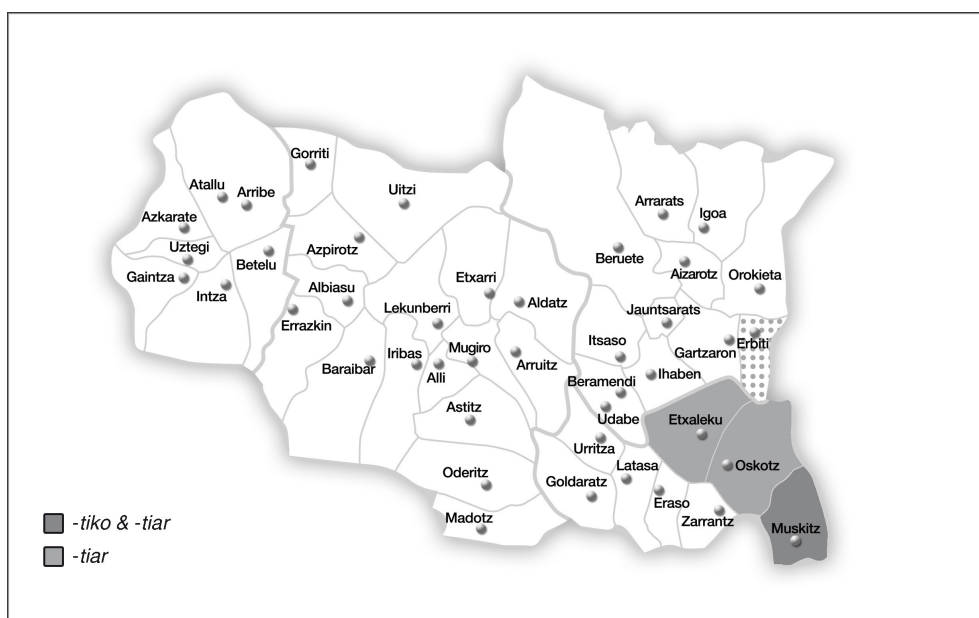 Gorriti
Uitzi
Atallu
Arribe
Azkarate
Uztegi
Gaintza
Intza
Betelu
Azpirotz
Albiasu
Errazkin
Lekunberri
Etxarri
Aldatz
Baraibar
Iribas
Alli
Mugiro
Arruitz
Astitz
Oderitz
Madotz
Arrarats
Igoa
Beruete
Aizarotz
Orokieta
Jauntsarats
Itsaso
Gartzaron
Erbiti
Ihaben
Beramendi
Udabe
Etxaleku
Urritza
Latasa
Oskotz
Goldaratz
Eraso
Zarrantz
Muskitz
-tiko & -tiar
-tiar